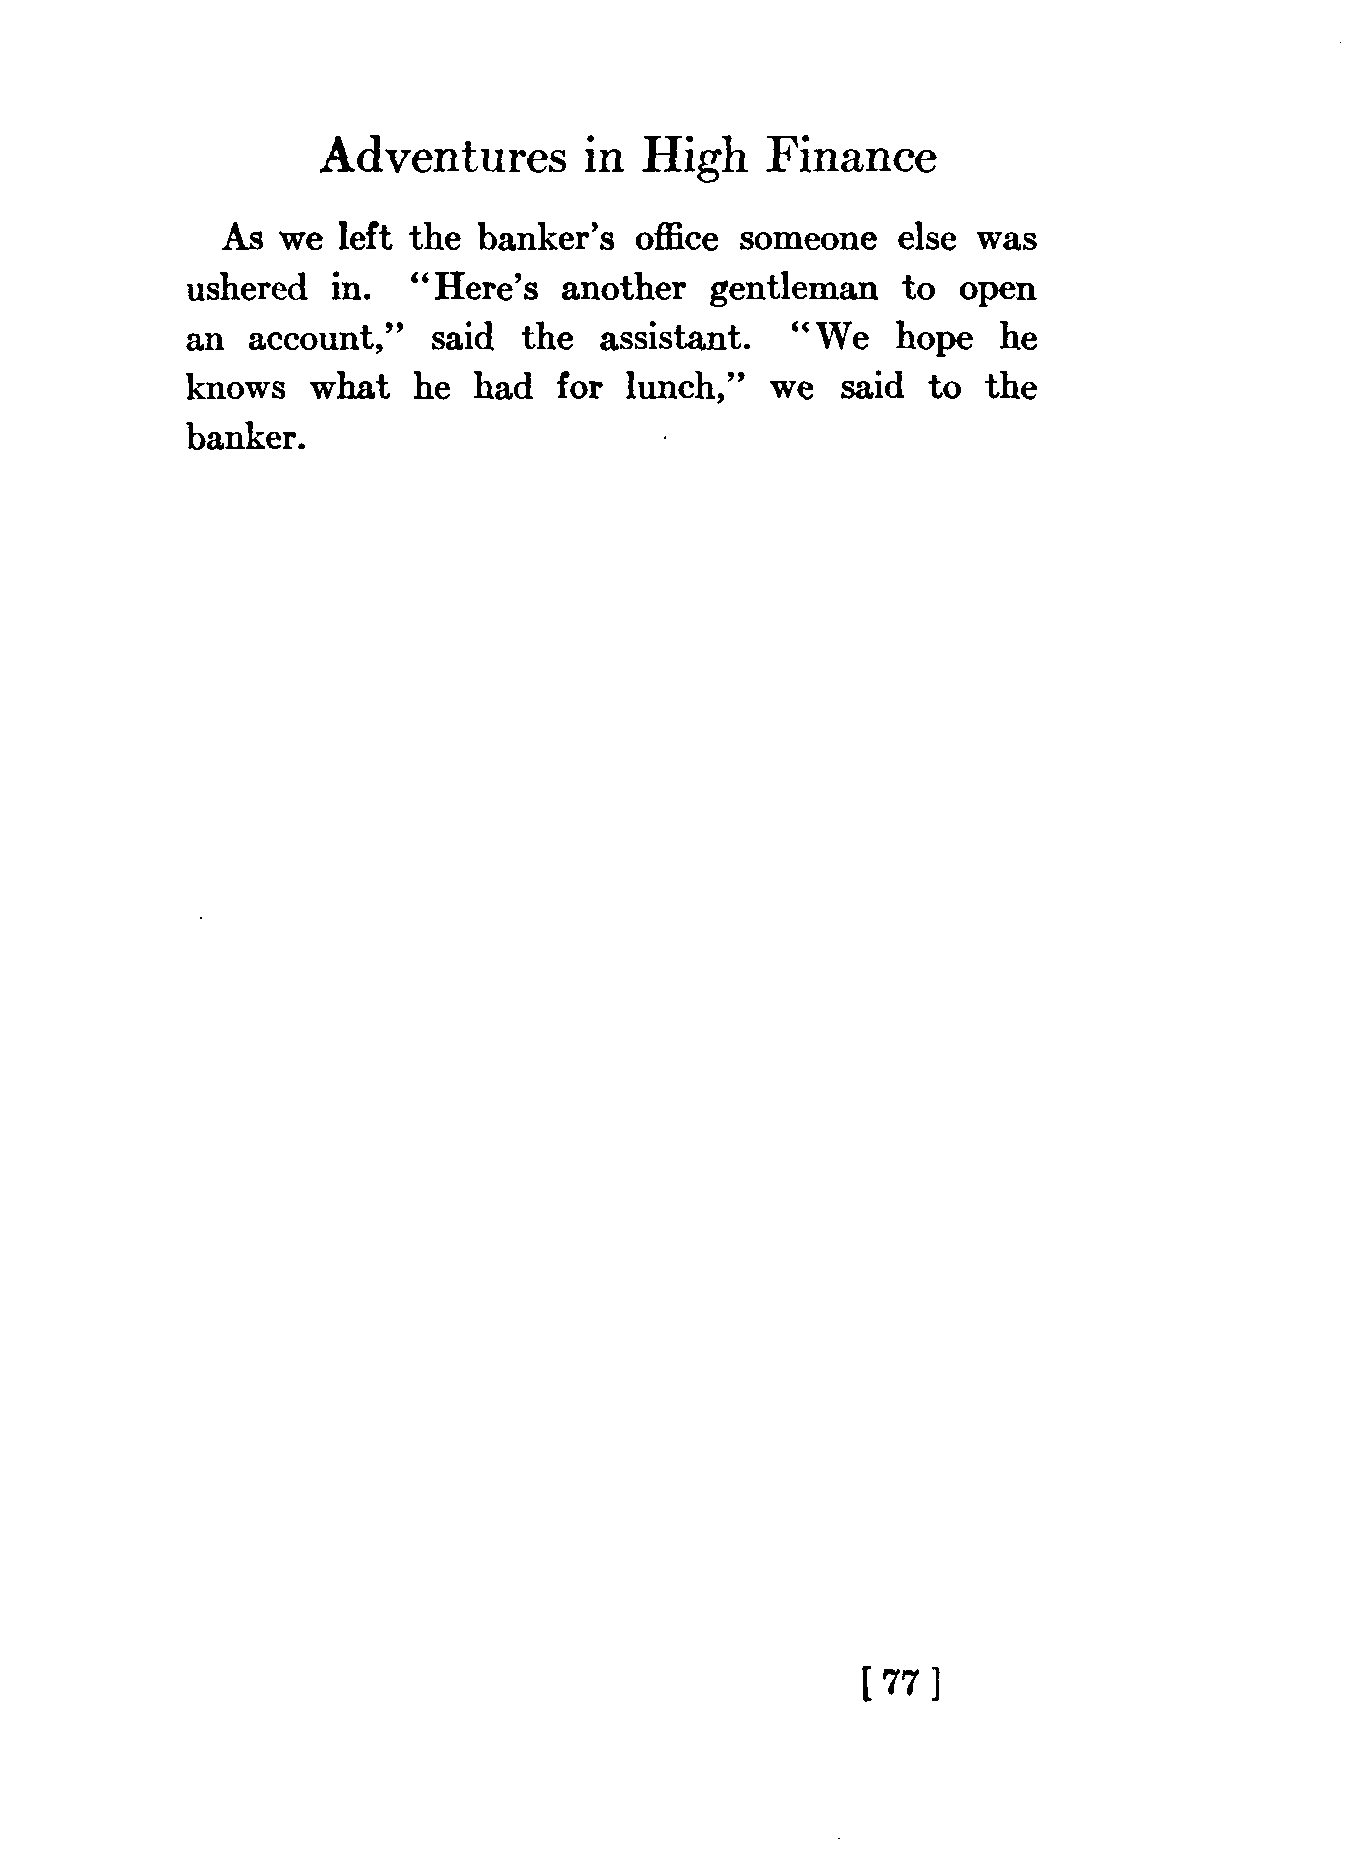 Adventures in High Finance
As we left the banker's office someone else was
ushered in. "Here's another gentleman to open
an account," said the assistant. "We hope he
knows what he had for lunch," we said to the
banker.
[ 77 ]